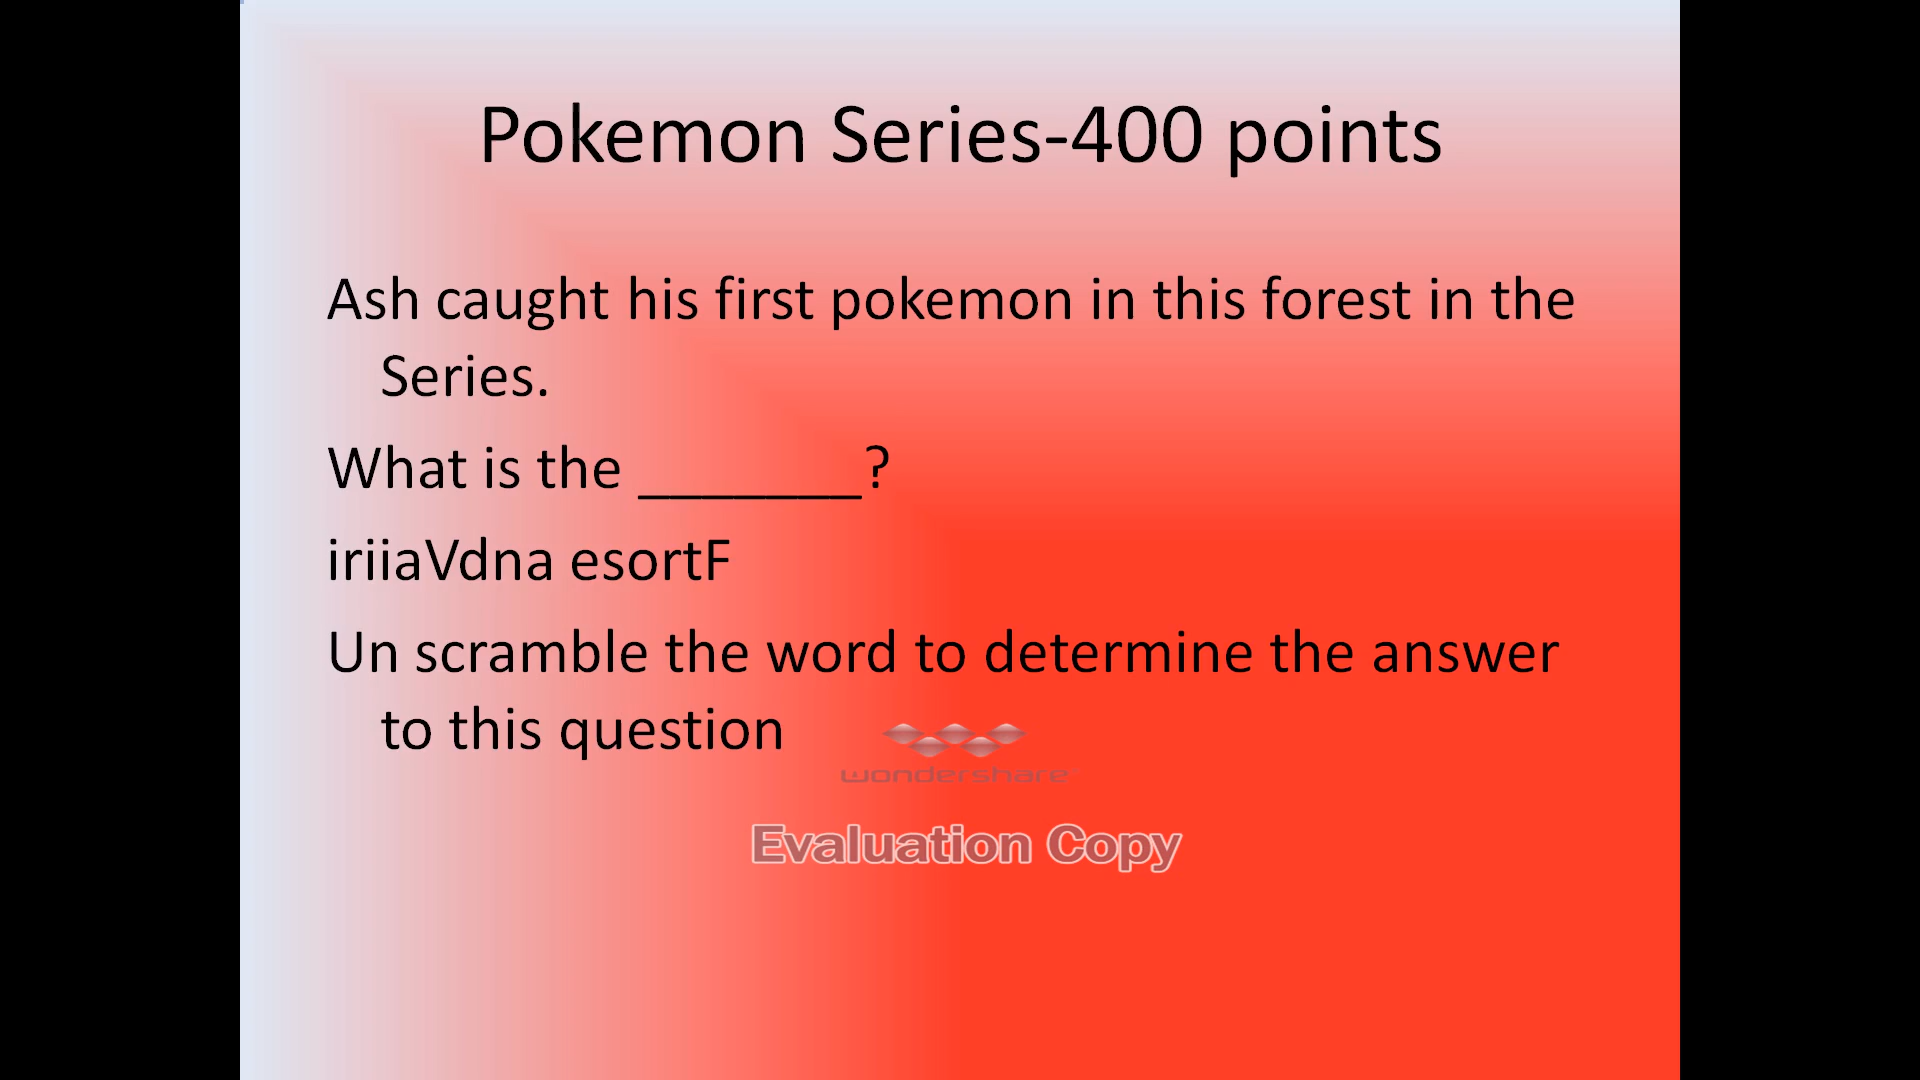 Pokemon Series-400 points
Ash caught his first pokemon in this forest in the
Series.
What is the _______?
iriiaVdna esortF
Un scramble the word to determine the answer
to this question
wondershare
Evaluation Copy